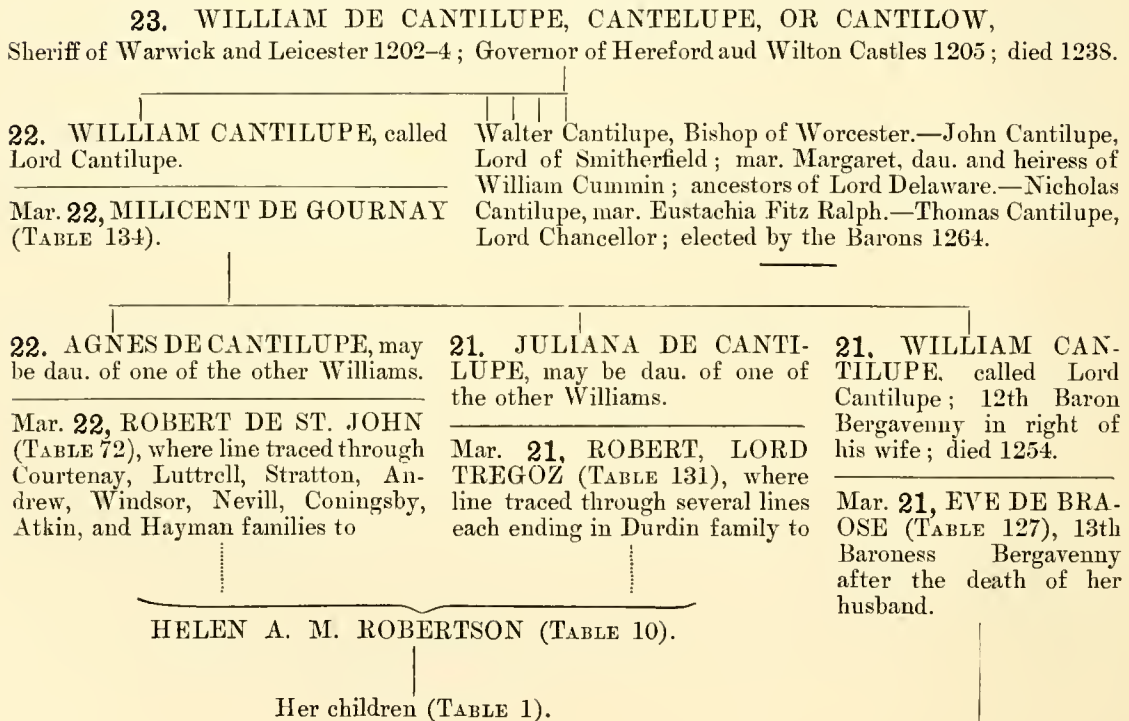 23. WILLIAM DE CANTILUPE, CANTELUPE, OR CANTILOW,
Sheriff of Warwick and Leicester 1202–4 ; Governor of Hereford aud Wilton Castles 1205 ; died 1238.
22. WILLIAM CANTILUPE, called
Lord Cantilupe.
Mar. 22, MILICENT DE GOURNAY
(TABLE 134).
Walter Cantilupe, Bishop of Worcester.—John Cantilupe,
Lord of Smitherfield ; mar. Margaret, dau. and heiress of
William Cummin ; ancestors of Lord Delaware.—Nicholas
Cantilupe, mar. Eustachia Fitz Ralph.—Thomas Cantilupe,
Lord Chancellor ; elected by the Barons 1264.
22. AGNES DE CANTILUPE, may
be dau. of one of the other Williams.
Mar. 22, ROBERT DE ST. JOHN
(TABLE 72), where line traced through
Courtenay, Luttrell, Stratton, An-
drew, Windsor, Nevill, Coningsby,
Atkin, and Hayman families to
21. JULIANA DE CANTI-
LUPE, may be dau. of one of
the other Williams.
Mar. 21, ROBERT, LORD
TREGOZ (TABLE 131), where
line traced through several lines
each ending in Durdin family to
21. WILLIAM CAN-
TILUPE, called Lord
Cantilupe ; 12th Baron
Bergavenny in right of
his wife ; died 1254.
Mar. 21, EVE DE BRA-
OSE (TABLE 127), 13th
Baroness Bergavenny
after the death of her
husband.
HELEN A. M. ROBERTSON (TABLE 10).
Her children (TABLE 1).